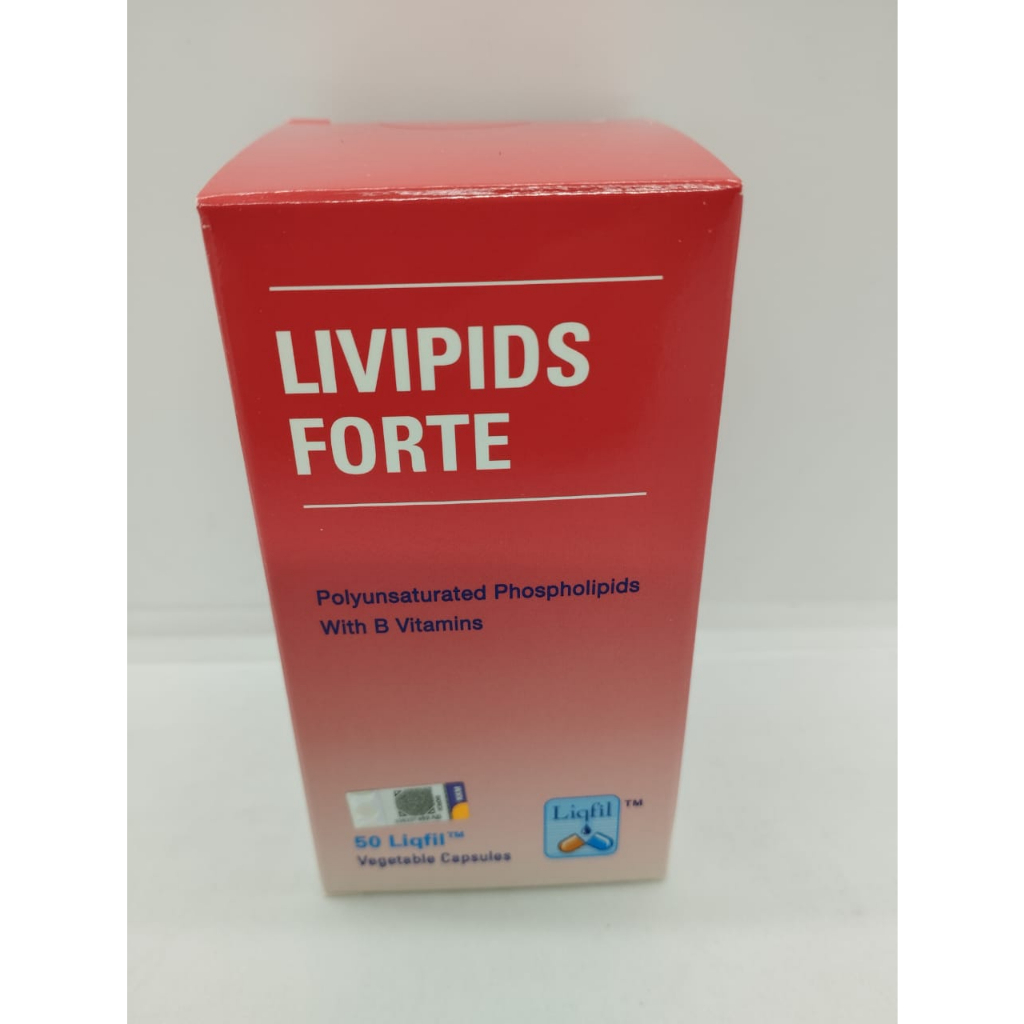 LIVIPIDS
FORTE
Polyunsaturated Phospholipids
With B Vitamins
50 Liqfil™
Vegetable Capsules
Liqfil™